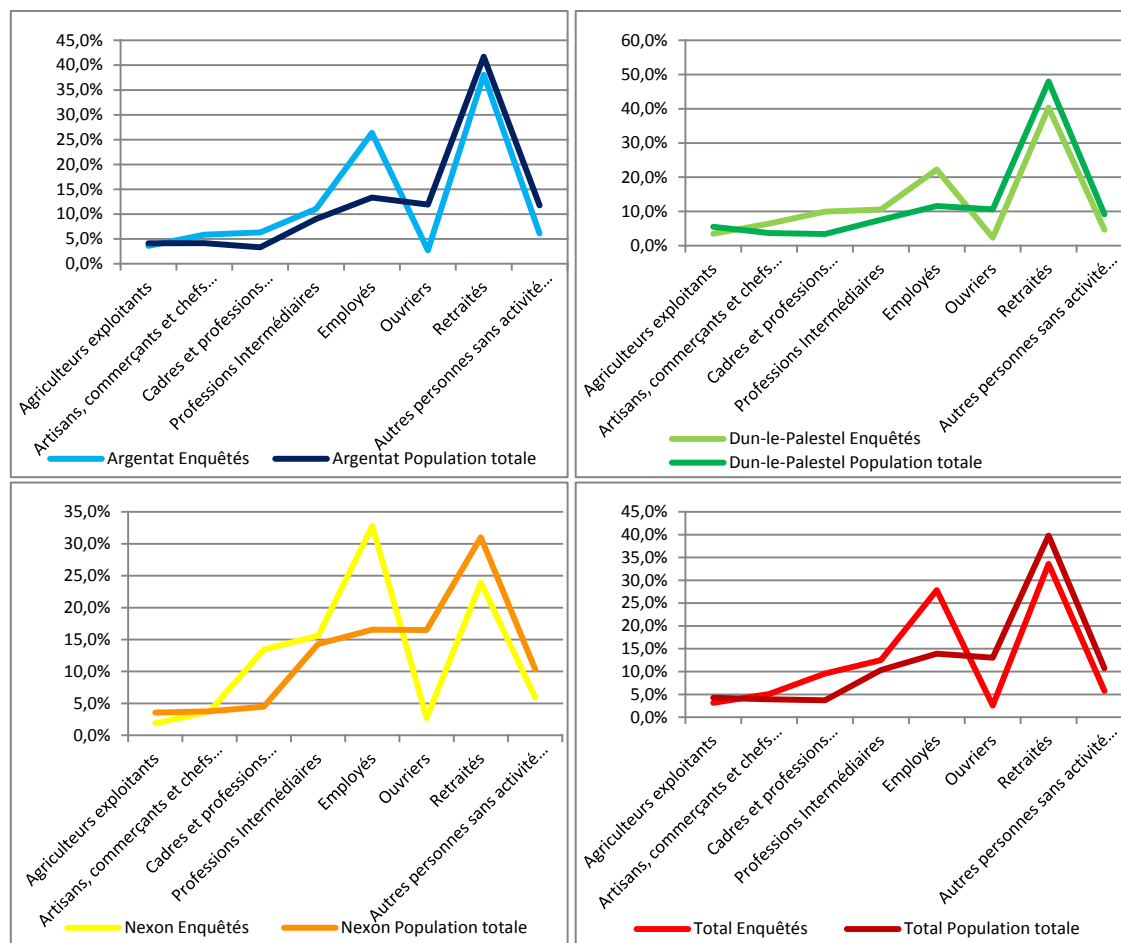 45,0%
40,0%
35,0%
30,0%
25,0%
20,0%
15,0%
10,0%
5,0%
0,0%
Agriculteurs exploitants
Artisans, commerçants et chefs...
Cadres et professions...
Professions Intermédiaires
Employés
Ouvriers
Retraités
Autres personnes sans activité...
Argentat Enquêtés
Argentat Population totale
60,0%
50,0%
40,0%
30,0%
20,0%
10,0%
0,0%
Agriculteurs exploitants
Artisans, commerçants et chefs...
Cadres et professions...
Professions Intermédiaires
Employés
Ouvriers
Retraités
Autres personnes sans activité...
Dun-le-Palestel Enquêtés
Dun-le-Palestel Population totale
35,0%
30,0%
25,0%
20,0%
15,0%
10,0%
5,0%
0,0%
Agriculteurs exploitants
Artisans, commerçants et chefs...
Cadres et professions...
Professions Intermédiaires
Employés
Ouvriers
Retraités
Autres personnes sans activité...
Nexon Enquêtés
Nexon Population totale
45,0%
40,0%
35,0%
30,0%
25,0%
20,0%
15,0%
10,0%
5,0%
0,0%
Agriculteurs exploitants
Artisans, commerçants et chefs...
Cadres et professions...
Professions Intermédiaires
Employés
Ouvriers
Retraités
Autres personnes sans activité...
Total Enquêtés
Total Population totale